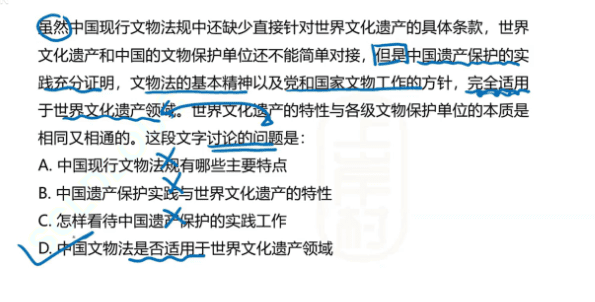 虽然中国现行文物法规中还缺少直接针对世界文化遗产的具体条款，世界
文化遗产和中国的文物保护单位还不能简单对接，但是中国遗产保护的实
践充分证明，文物法的基本精神以及党和国家文物工作的方针，完全适用
于世界文化遗产领域。世界文化遗产的特性与各级文物保护单位的本质是
相同又相通的。这段文字讨论的问题是：
A. 中国现行文物法规有哪些主要特点
B. 中国遗产保护实践与世界文化遗产的特性
C. 怎样看待中国遗产保护的实践工作
D. 中国文物法是否适用于世界文化遗产领域